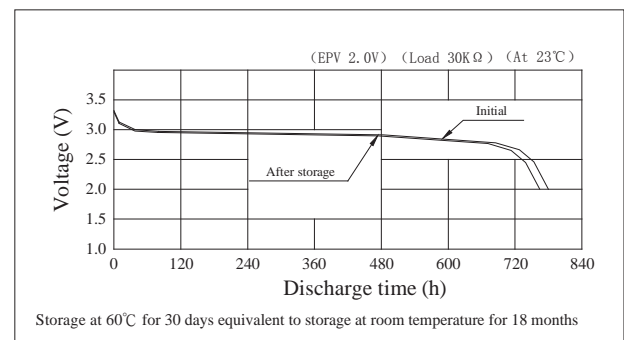 (EPV 2.0V) (Load 30KΩ) (At 23℃)
Voltage (V)
3.5
3.0
2.5
2.0
1.5
1.0
Initial
After storage
0 120 240 360 480 600 720 840
Discharge time (h)
Storage at 60℃ for 30 days equivalent to storage at room temperature for 18 months